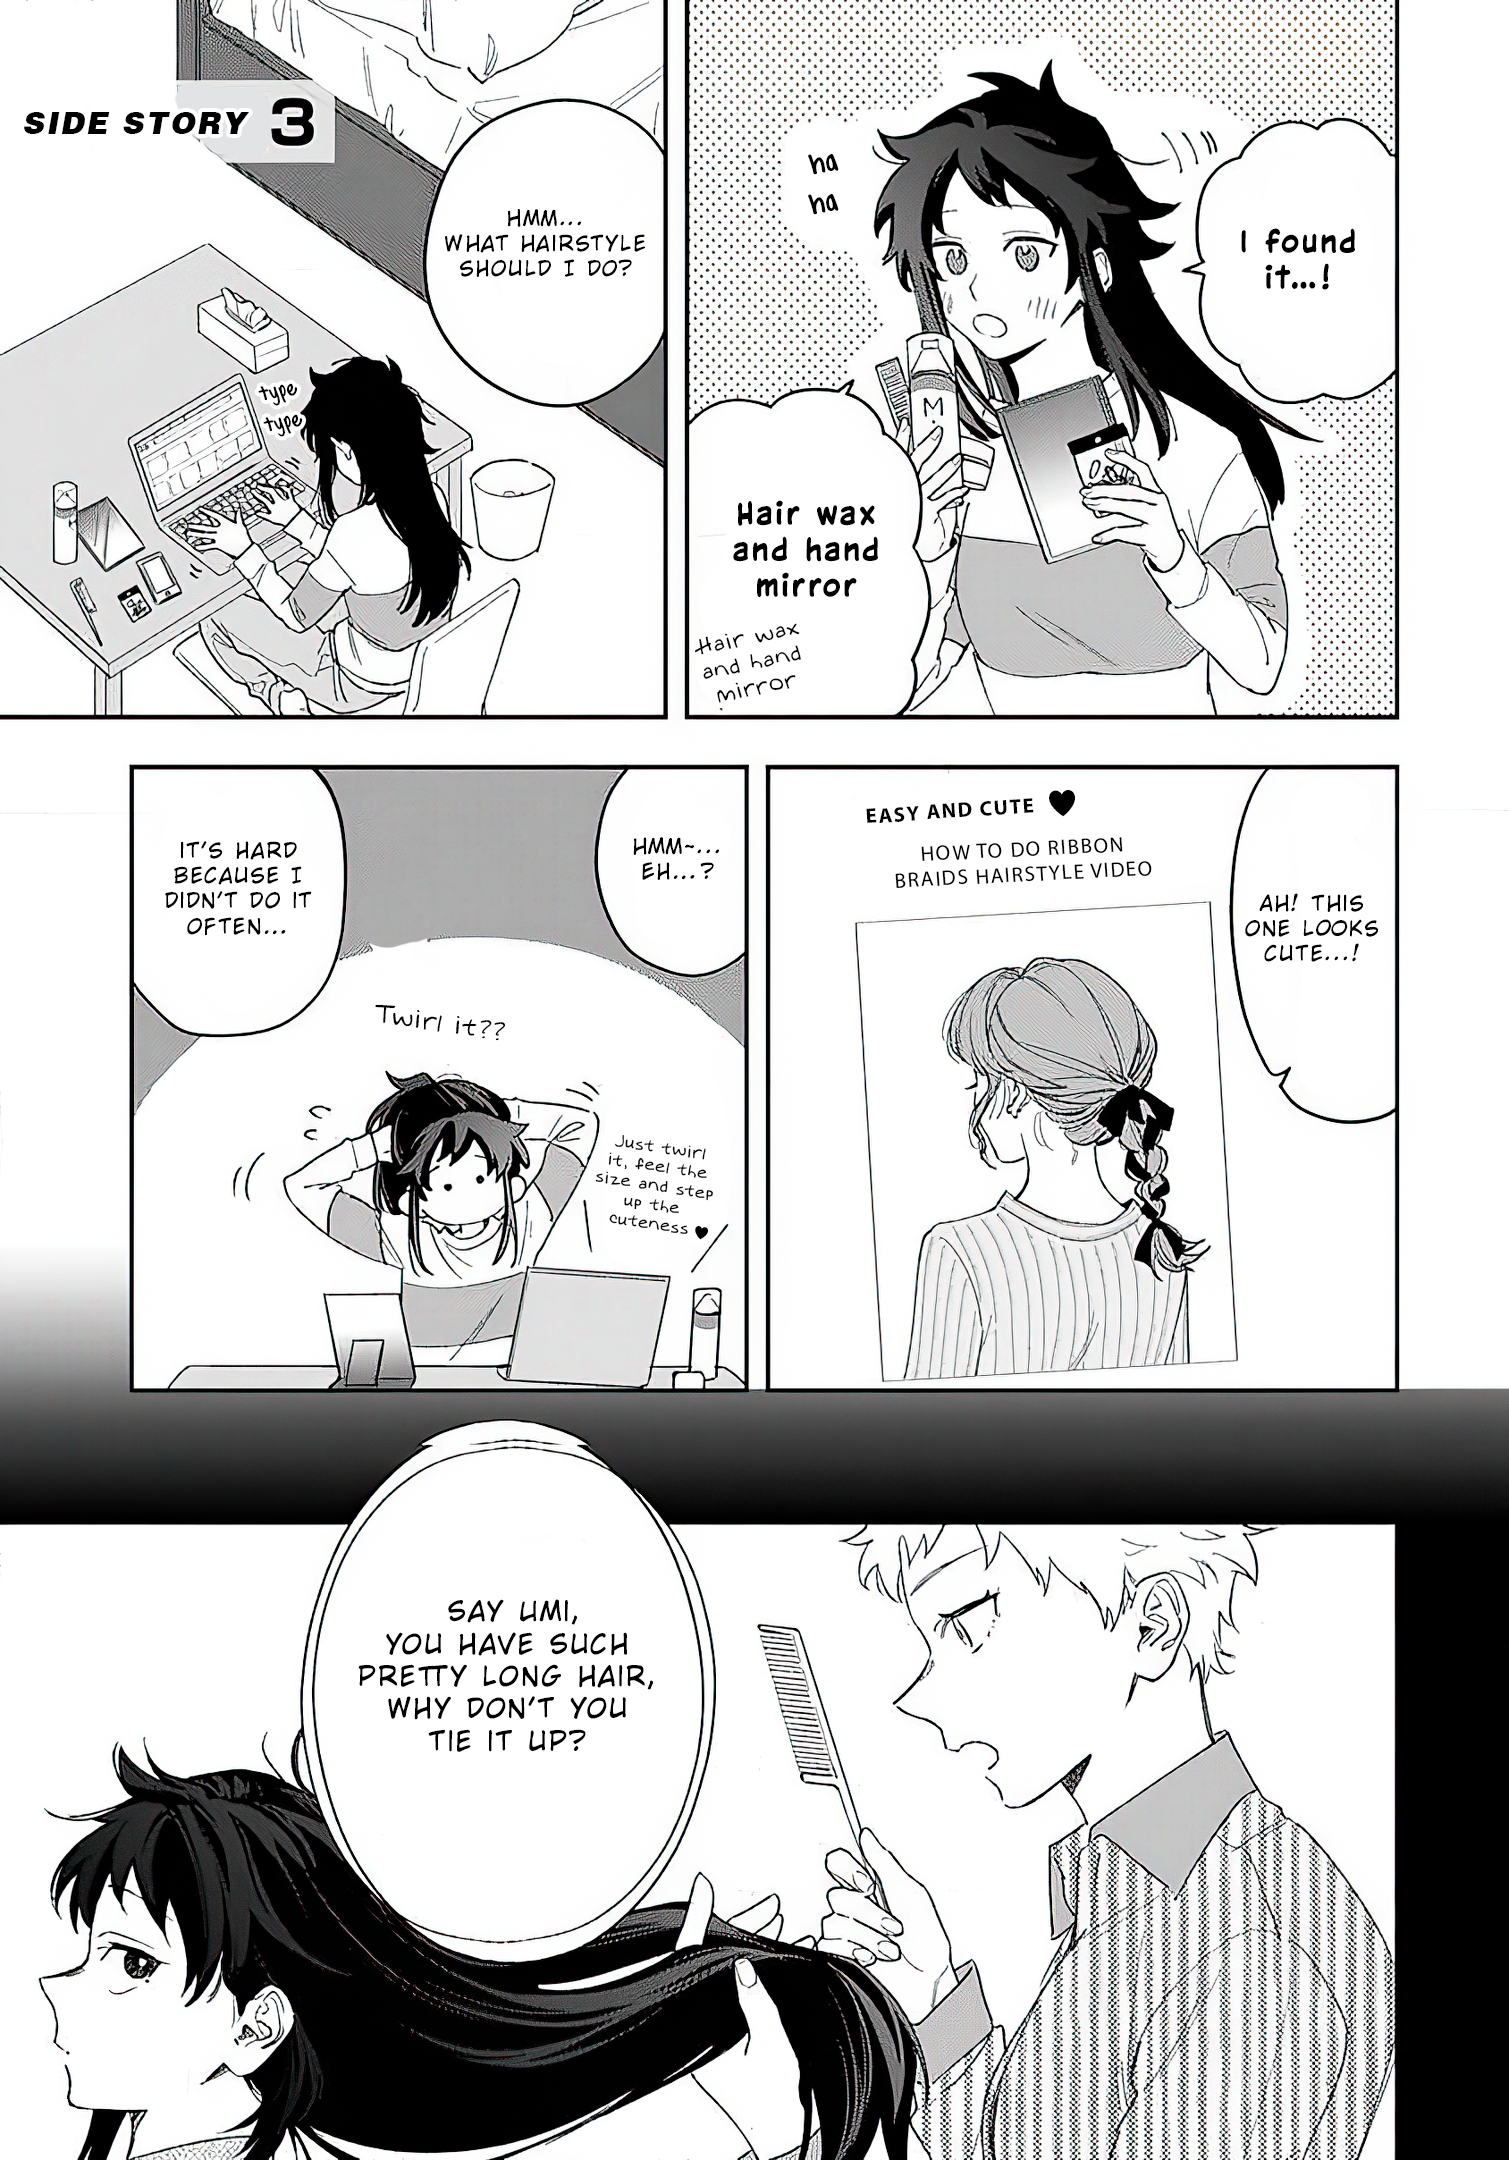 I found
it...!
ha
ha
M
Hair wax
and hand
mirror
Hair wax
and hand
mirror
SIDE STORY 3
HMM...
WHAT HAIRSTYLE
SHOULD I DO?
type
type
EASY AND CUTE ♥
HOW TO DO RIBBON
BRAIDS HAIRSTYLE VIDEO
AH! THIS
ONE LOOKS
CUTE...!
HMM~...
EH...?
IT'S HARD
BECAUSE I
DIDN'T DO IT
OFTEN...
Twirl it??
Just twirl
it, feel the
size and step
up the
cuteness ♥
SAY UMI,
YOU HAVE SUCH
PRETTY LONG HAIR,
WHY DON'T YOU
TIE IT UP?